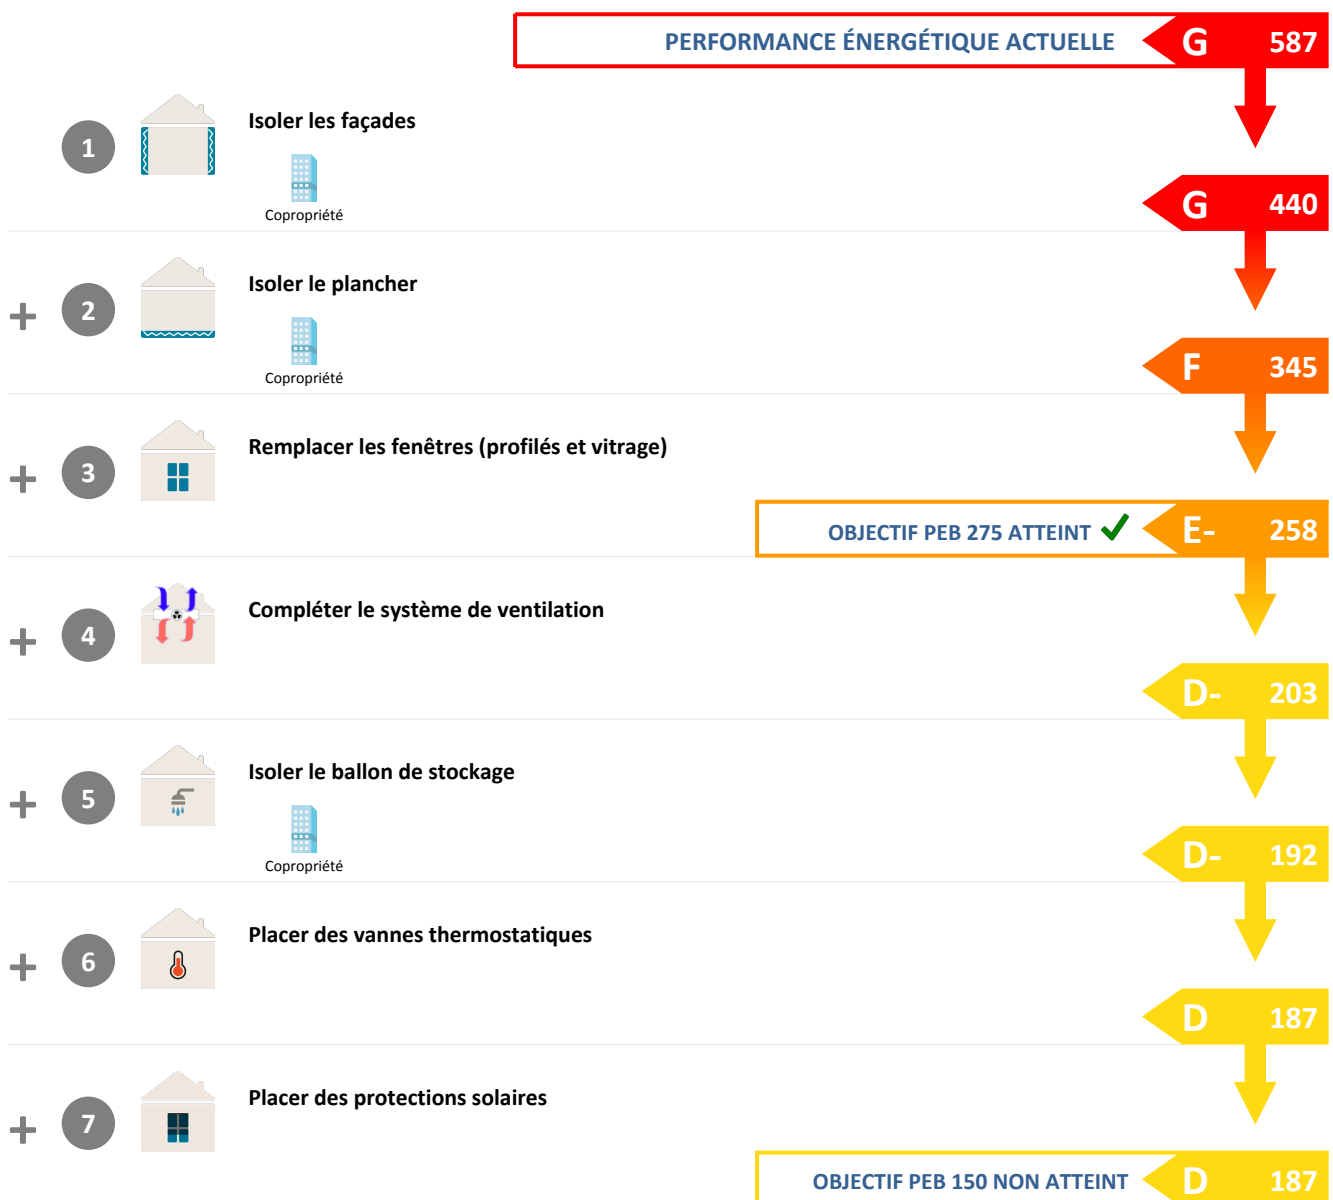 PERFORMANCE ÉNERGÉTIQUE ACTUELLE G 587
1 Isoler les façades
Copropriété
G 440
+ 2 Isoler le plancher
Copropriété
F 345
+ 3 Remplacer les fenêtres (profilés et vitrage)
OBJECTIF PEB 275 ATTEINT ✓ E- 258
+ 4 Compléter le système de ventilation
D- 203
+ 5 Isoler le ballon de stockage
Copropriété
D- 192
+ 6 Placer des vannes thermostatiques
D 187
+ 7 Placer des protections solaires
OBJECTIF PEB 150 NON ATTEINT D 187